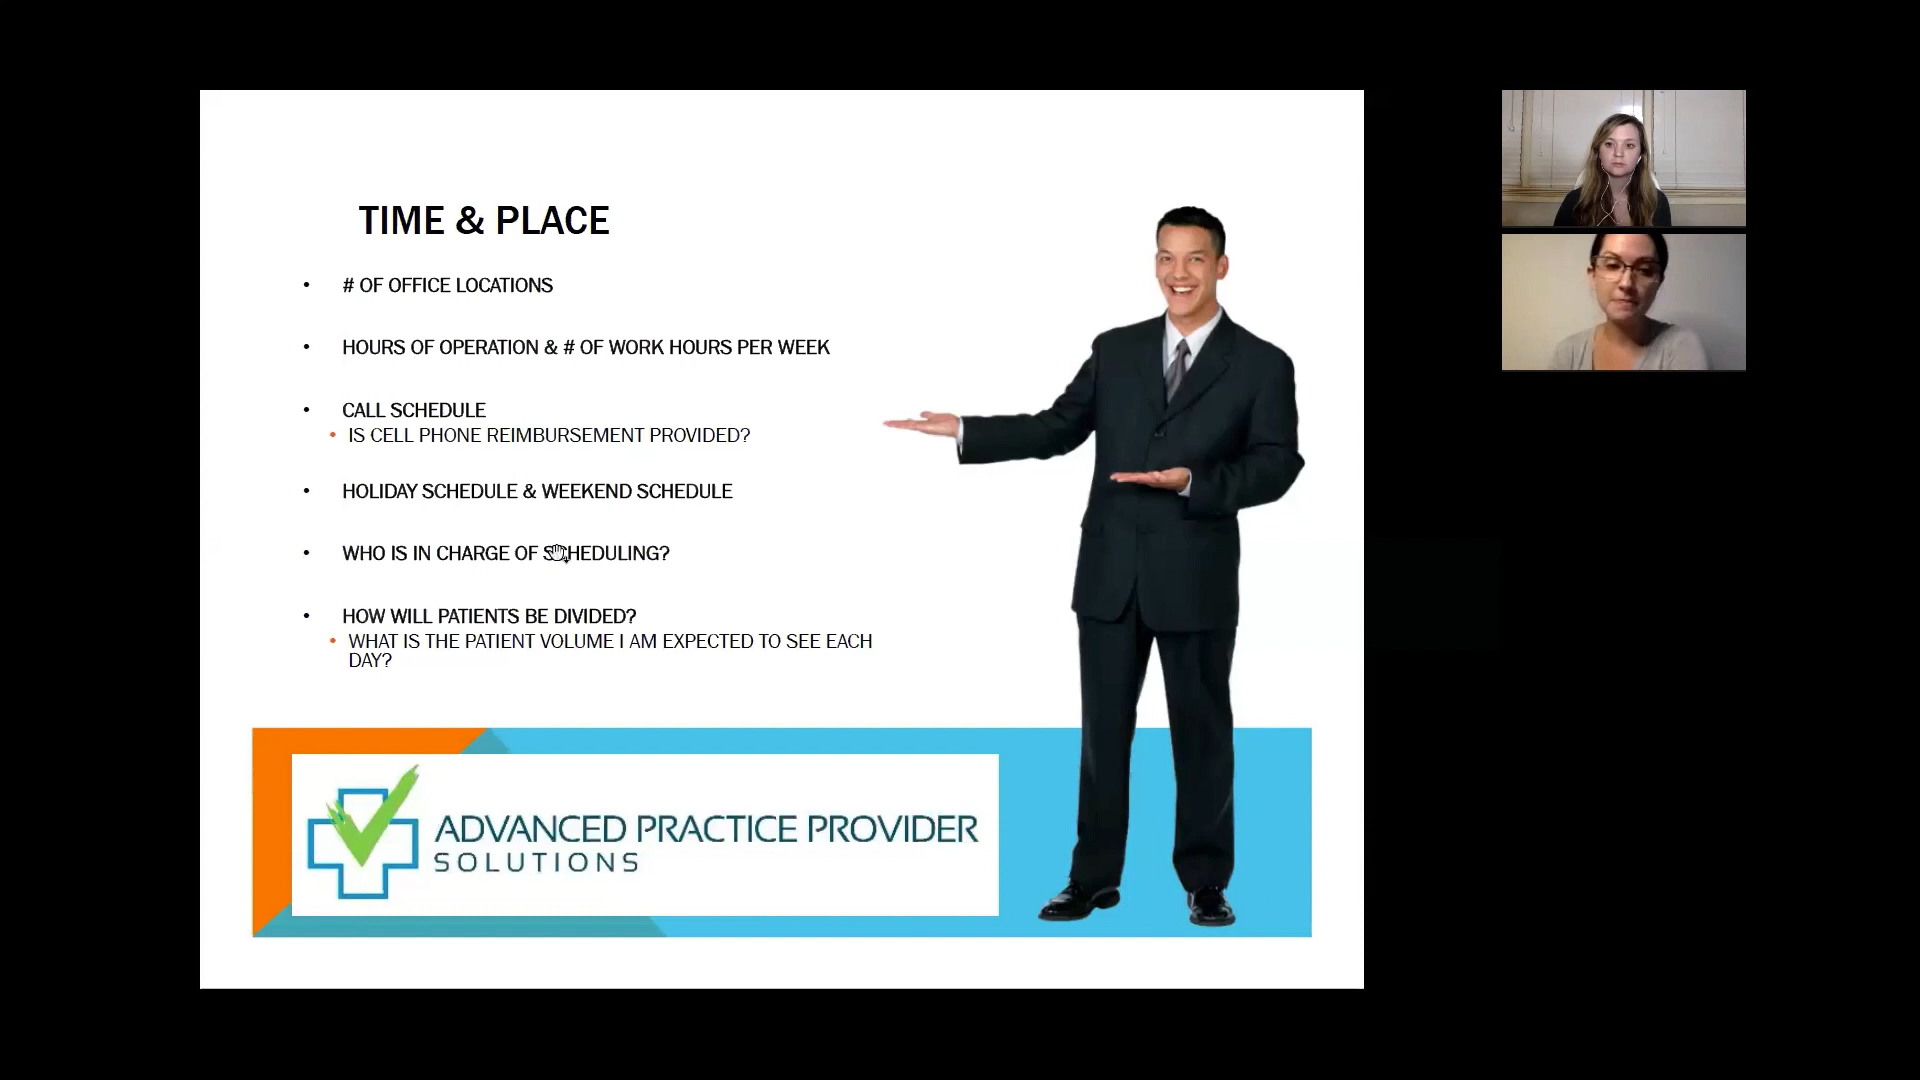 TIME & PLACE
• # OF OFFICE LOCATIONS
• HOURS OF OPERATION & # OF WORK HOURS PER WEEK
• CALL SCHEDULE
• IS CELL PHONE REIMBURSEMENT PROVIDED?
• HOLIDAY SCHEDULE & WEEKEND SCHEDULE
• WHO IS IN CHARGE OF SCHEDULING?
• HOW WILL PATIENTS BE DIVIDED?
• WHAT IS THE PATIENT VOLUME I AM EXPECTED TO SEE EACH
DAY?
ADVANCED PRACTICE PROVIDER
SOLUTIONS